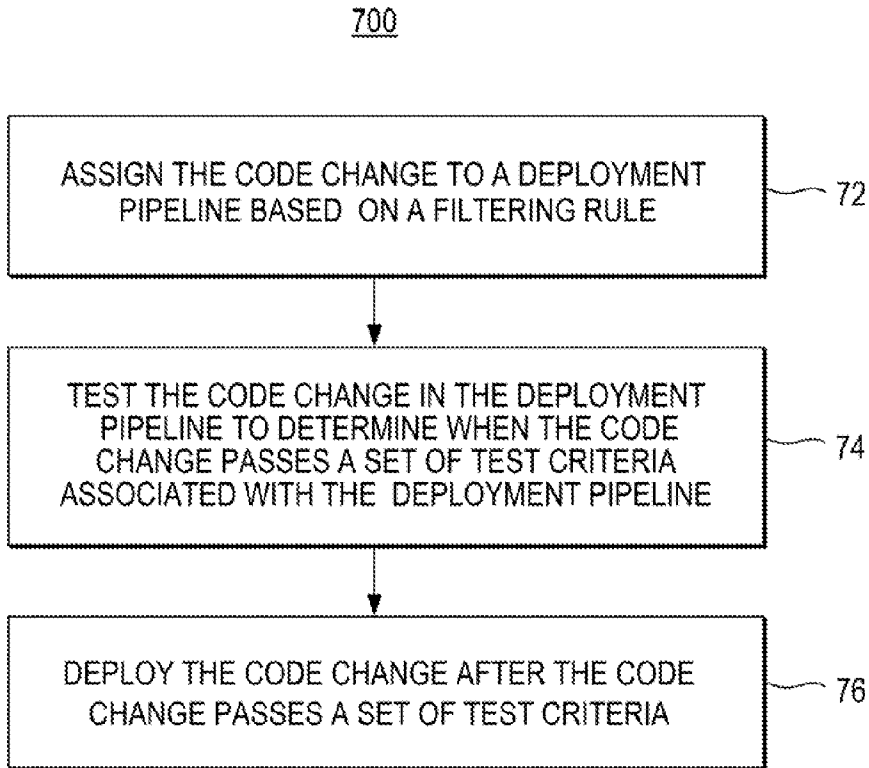 700
ASSIGN THE CODE CHANGE TO A DEPLOYMENT
PIPELINE BASED ON A FILTERING RULE
72
TEST THE CODE CHANGE IN THE DEPLOYMENT
PIPELINE TO DETERMINE WHEN THE CODE
CHANGE PASSES A SET OF TEST CRITERIA
ASSOCIATED WITH THE DEPLOYMENT PIPELINE
74
DEPLOY THE CODE CHANGE AFTER THE CODE
CHANGE PASSES A SET OF TEST CRITERIA
76